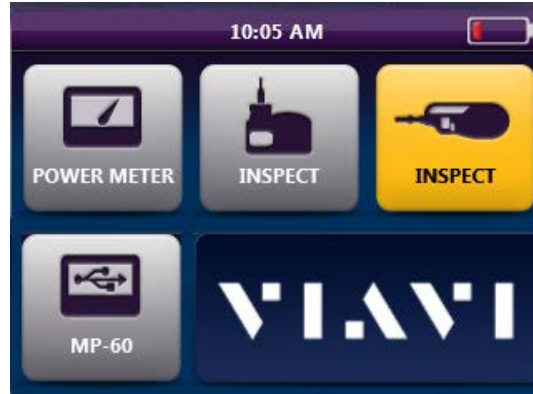 10:05 AM
POWER METER
INSPECT
INSPECT
MP-60
VIAVI